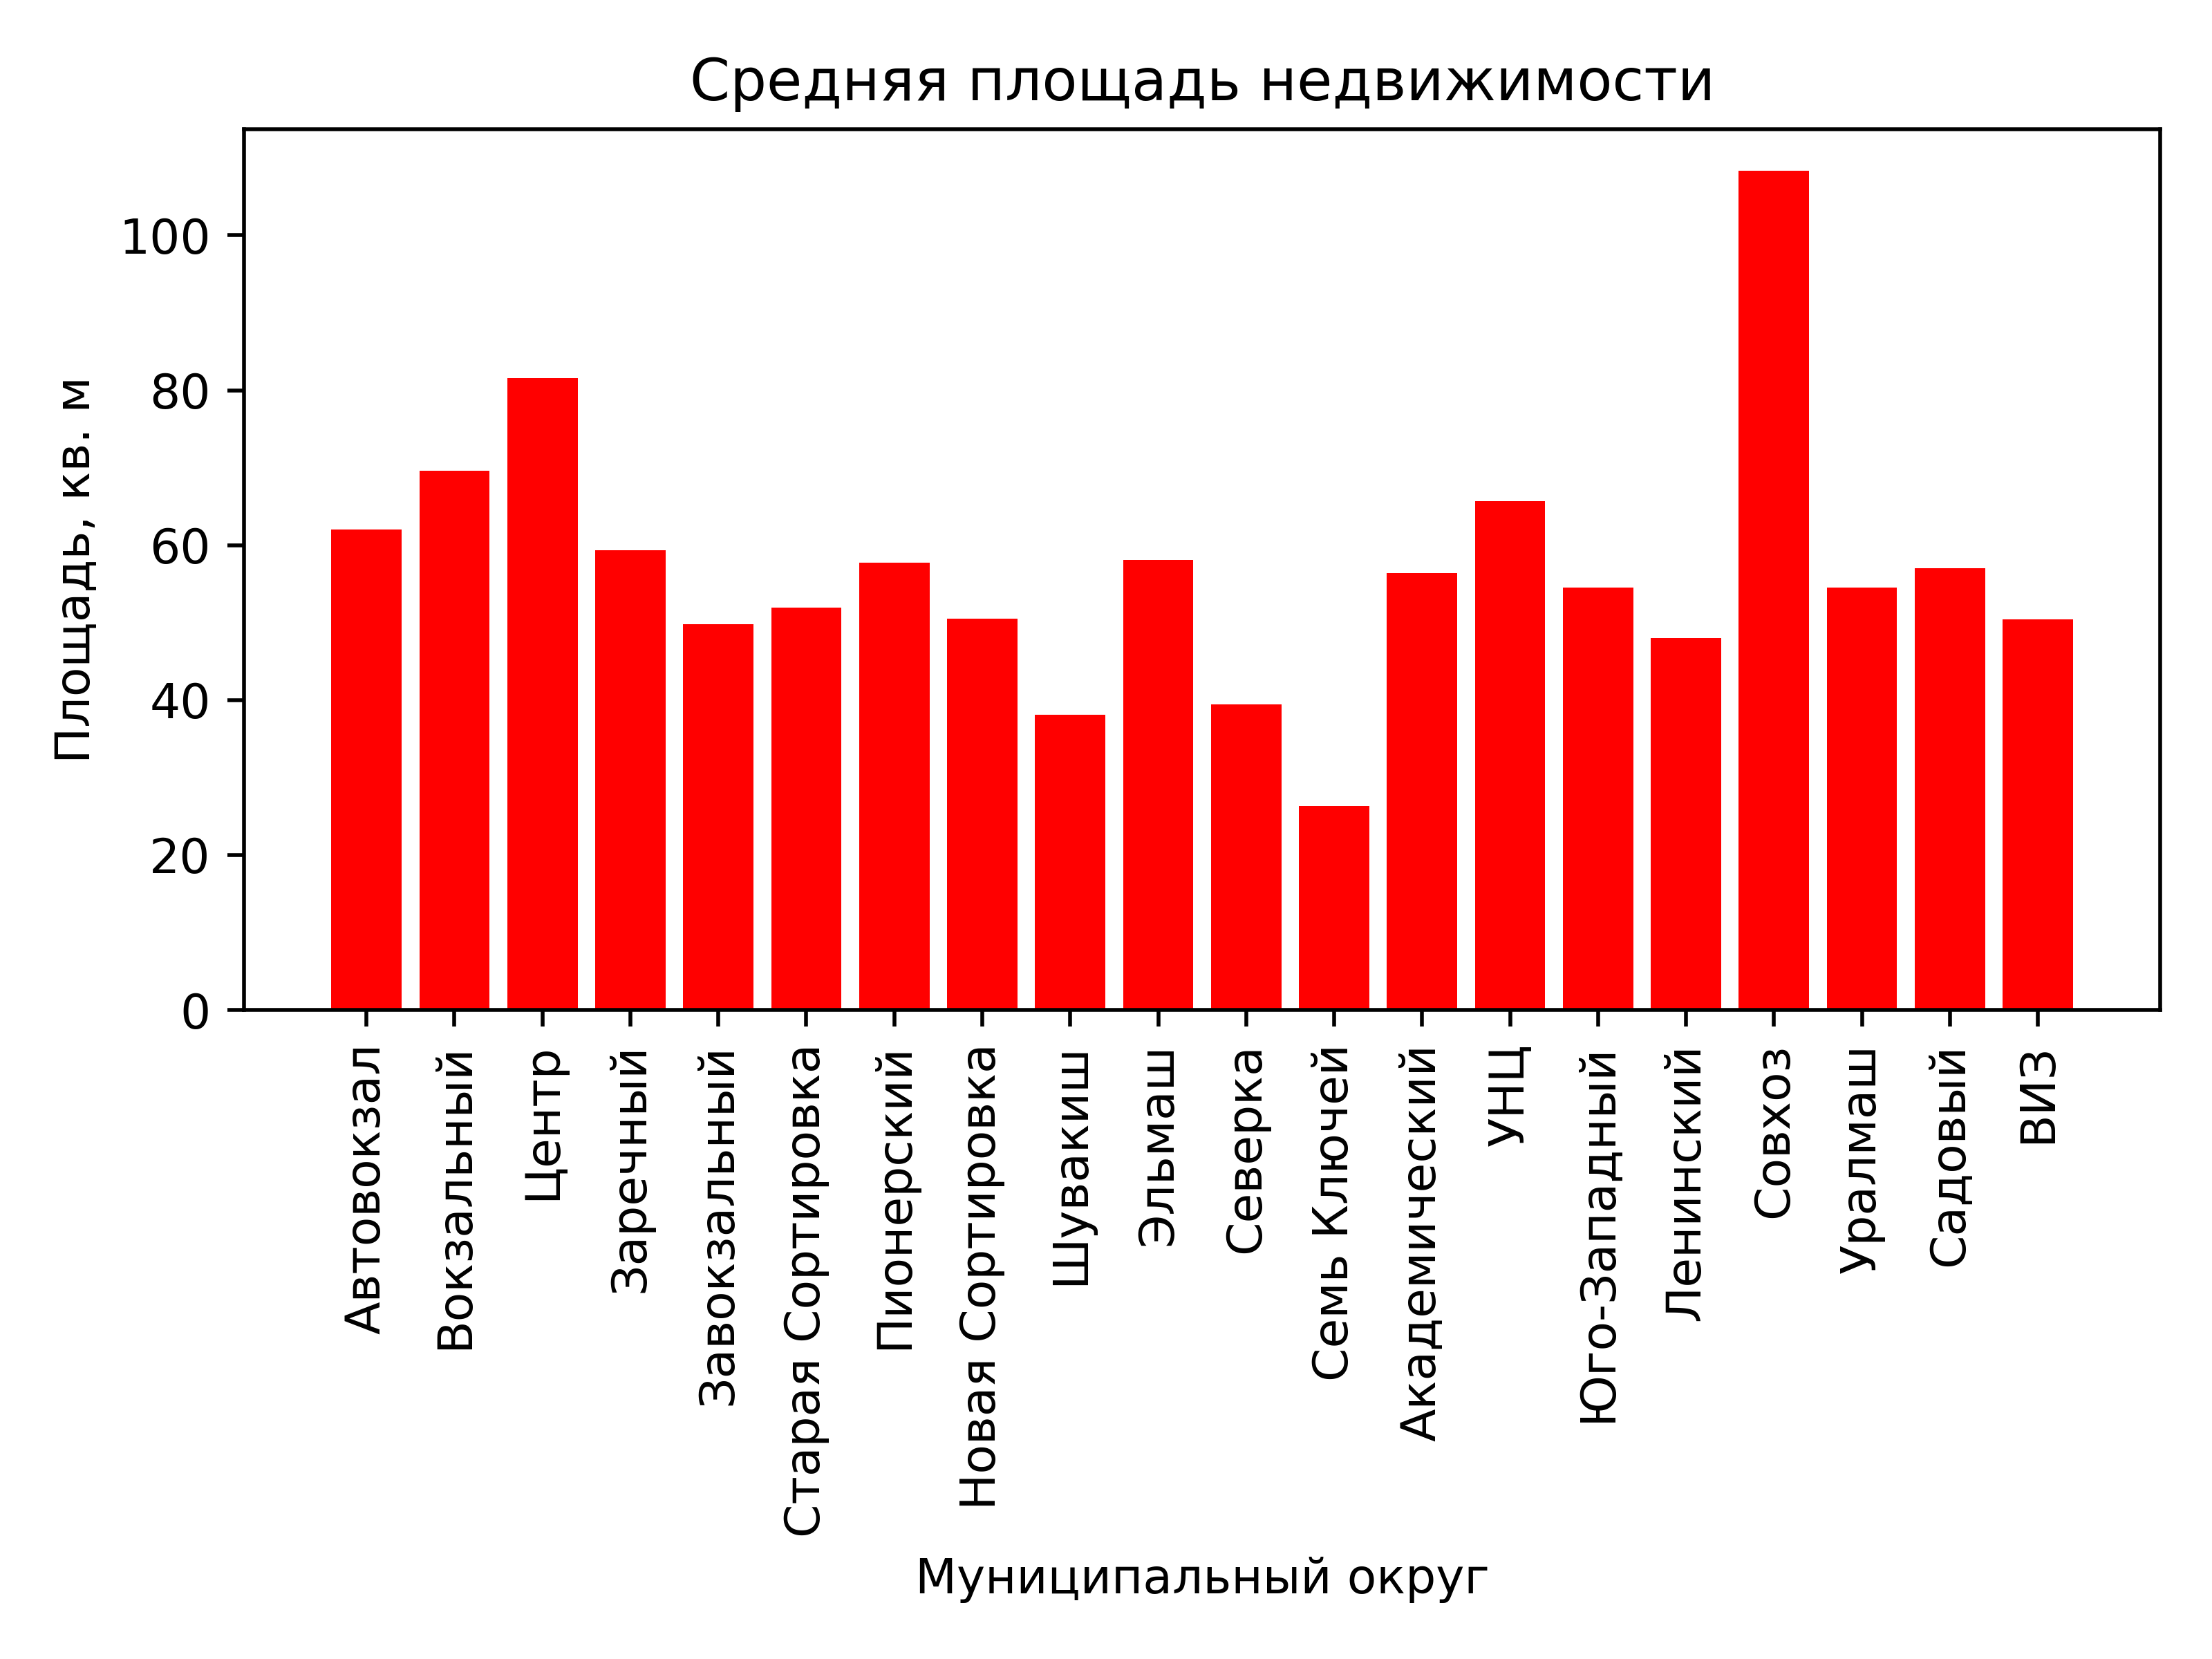 Средняя площадь недвижимости
Площадь, кв. м
100
80
60
40
20
0
Автовокзал
Вокзальный
Центр
Заречный
Завокзальный
Старая Сортировка
Пионерский
Новая Сортировка
Шувакиш
Эльмаш
Северка
Семь Ключей
Академический
УНЦ
Юго-Западный
Ленинский
Совхоз
Уралмаш
Садовый
ВИЗ
Муниципальный округ